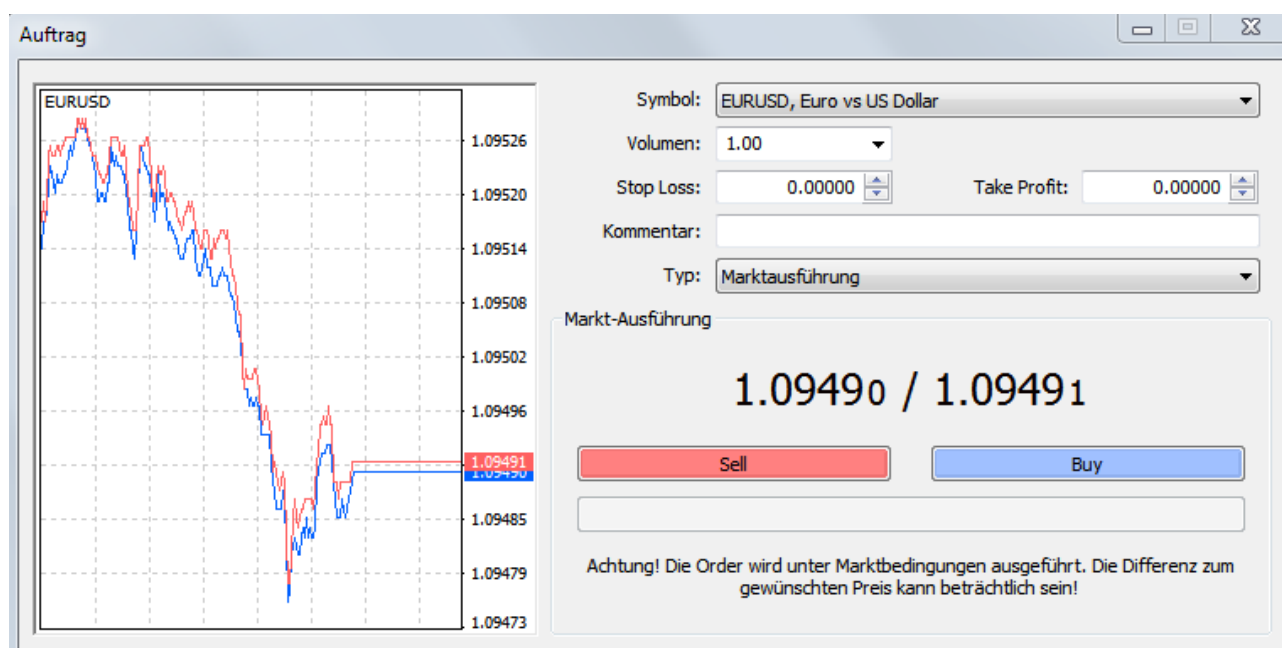 Auftrag
EURUSD
1.09526
1.09520
1.09514
1.09508
1.09502
1.09496
1.09491
1.09490
1.09485
1.09479
1.09473
Symbol: EURUSD, Euro vs US Dollar
Volumen: 1.00
Stop Loss: 0.00000 Take Profit: 0.00000
Kommentar:
Typ: Marktausführung
Markt-Ausführung
1.09490 / 1.09491
Sell Buy
Achtung! Die Order wird unter Marktbedingungen ausgeführt. Die Differenz zum
gewünschten Preis kann beträchtlich sein!